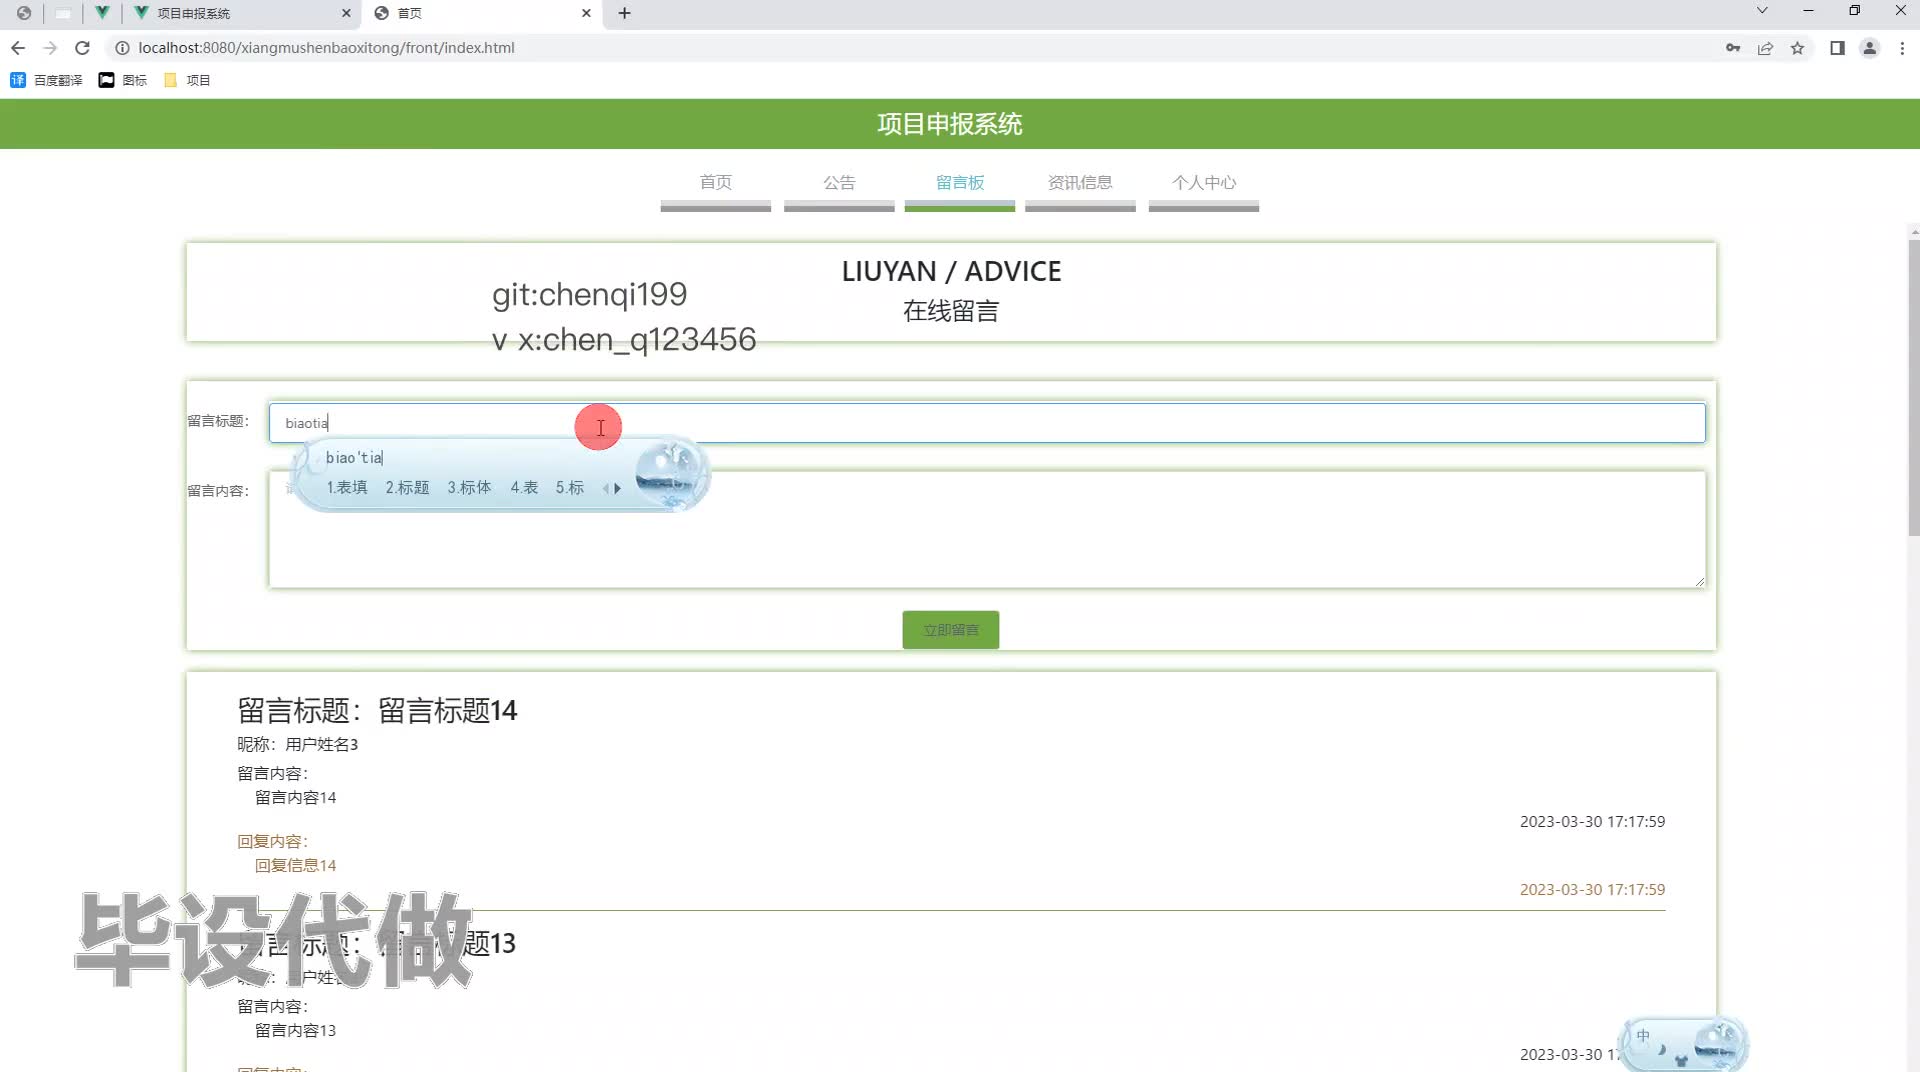 项目申报系统
首页
localhost:8080/xiangmushenbaoxitong/front/index.html
百度翻译
图标
项目
项目申报系统
首页
公告
留言板
资讯信息
个人中心
LIUYAN / ADVICE
git:chenqi199
在线留言
v x:chen_q123456
留言标题：
biaotia
biao'tia
1.表填 2.标题 3.标体 4.表 5.标
留言内容：
立即留言
留言标题：留言标题14
昵称：用户姓名3
留言内容：
留言内容14
2023-03-30 17:17:59
回复内容：
回复信息14
2023-03-30 17:17:59
毕设代做
留言标题：留言标题13
留言内容：
留言内容13
2023-03-30
中